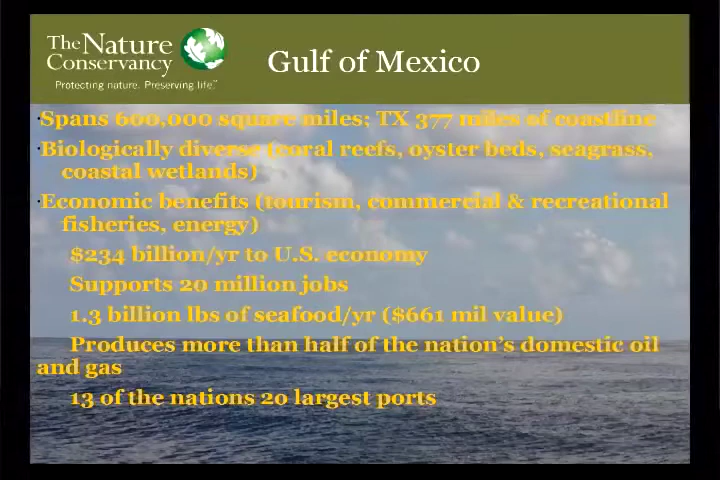 The Nature
Conservancy
Protecting nature. Preserving life.™
Gulf of Mexico
·Spans 600,000 square miles; TX 377 miles of coastline
·Biologically diverse (coral reefs, oyster beds, seagrass,
coastal wetlands)
·Economic benefits (tourism, commercial & recreational
fisheries, energy)
$234 billion/yr to U.S. economy
Supports 20 million jobs
1.3 billion lbs of seafood/yr ($661 mil value)
Produces more than half of the nation's domestic oil
and gas
13 of the nations 20 largest ports